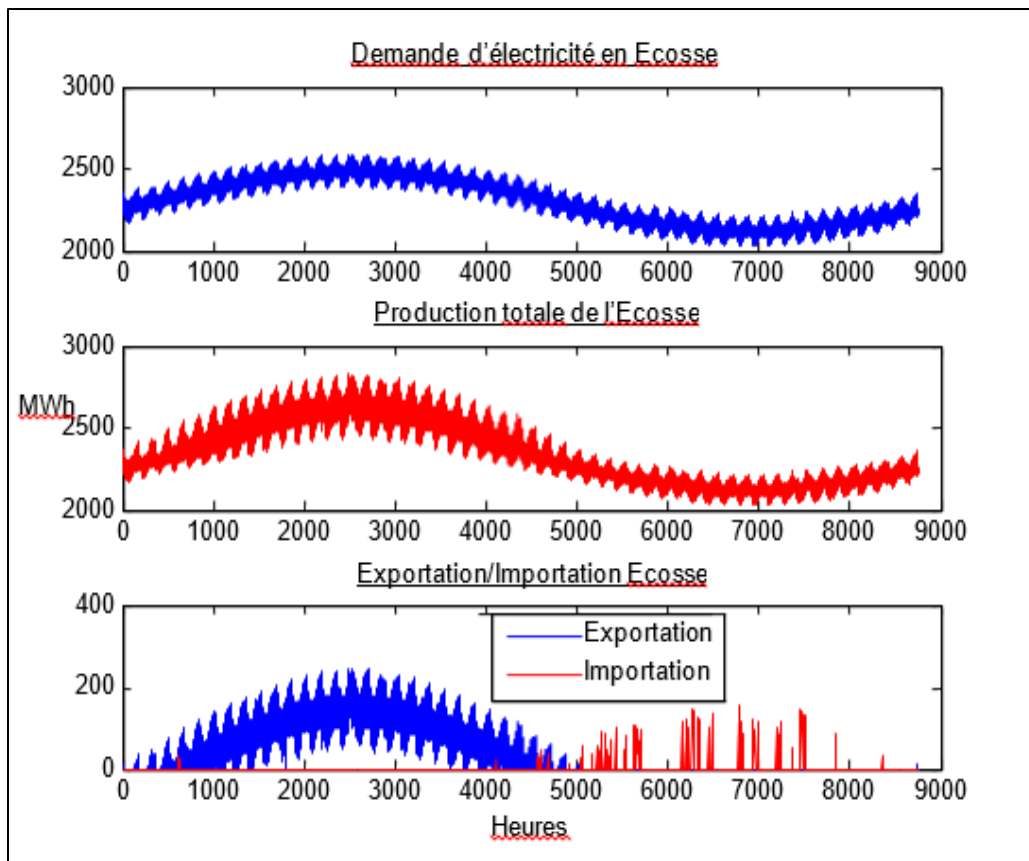 Demande d'électricité en Ecosse
3000
2500
2000
0 1000 2000 3000 4000 5000 6000 7000 8000 9000
Production totale de l'Ecosse
3000
MWh
2500
2000
0 1000 2000 3000 4000 5000 6000 7000 8000 9000
Exportation/Importation Ecosse
400
Exportation
Importation
200
0
0 1000 2000 3000 4000 5000 6000 7000 8000 9000
Heures